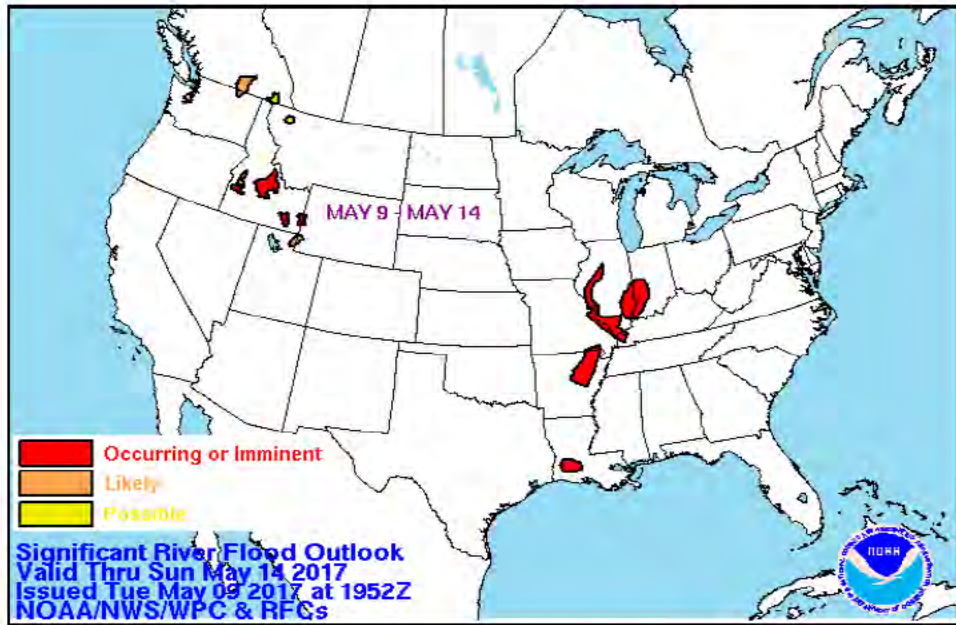 MAY 9 - MAY 14
Occurring or Imminent
Likely
Possible
Significant River Flood Outlook
Valid Thru Sun May 14 2017
Issued Tue May 09 2017 at 1952Z
NOAA/NWS/WPC & RFCs
NOAA